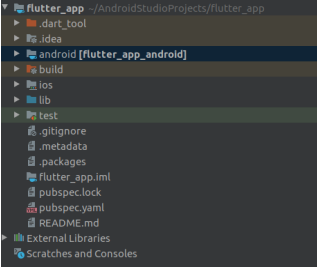 flutter_app ~/AndroidStudioProjects/flutter_app
.dart_tool
.idea
android [flutter_app_android]
build
ios
lib
test
.gitignore
.metadata
.packages
flutter_app.iml
pubspec.lock
pubspec.yaml
README.md
External Libraries
Scratches and Consoles